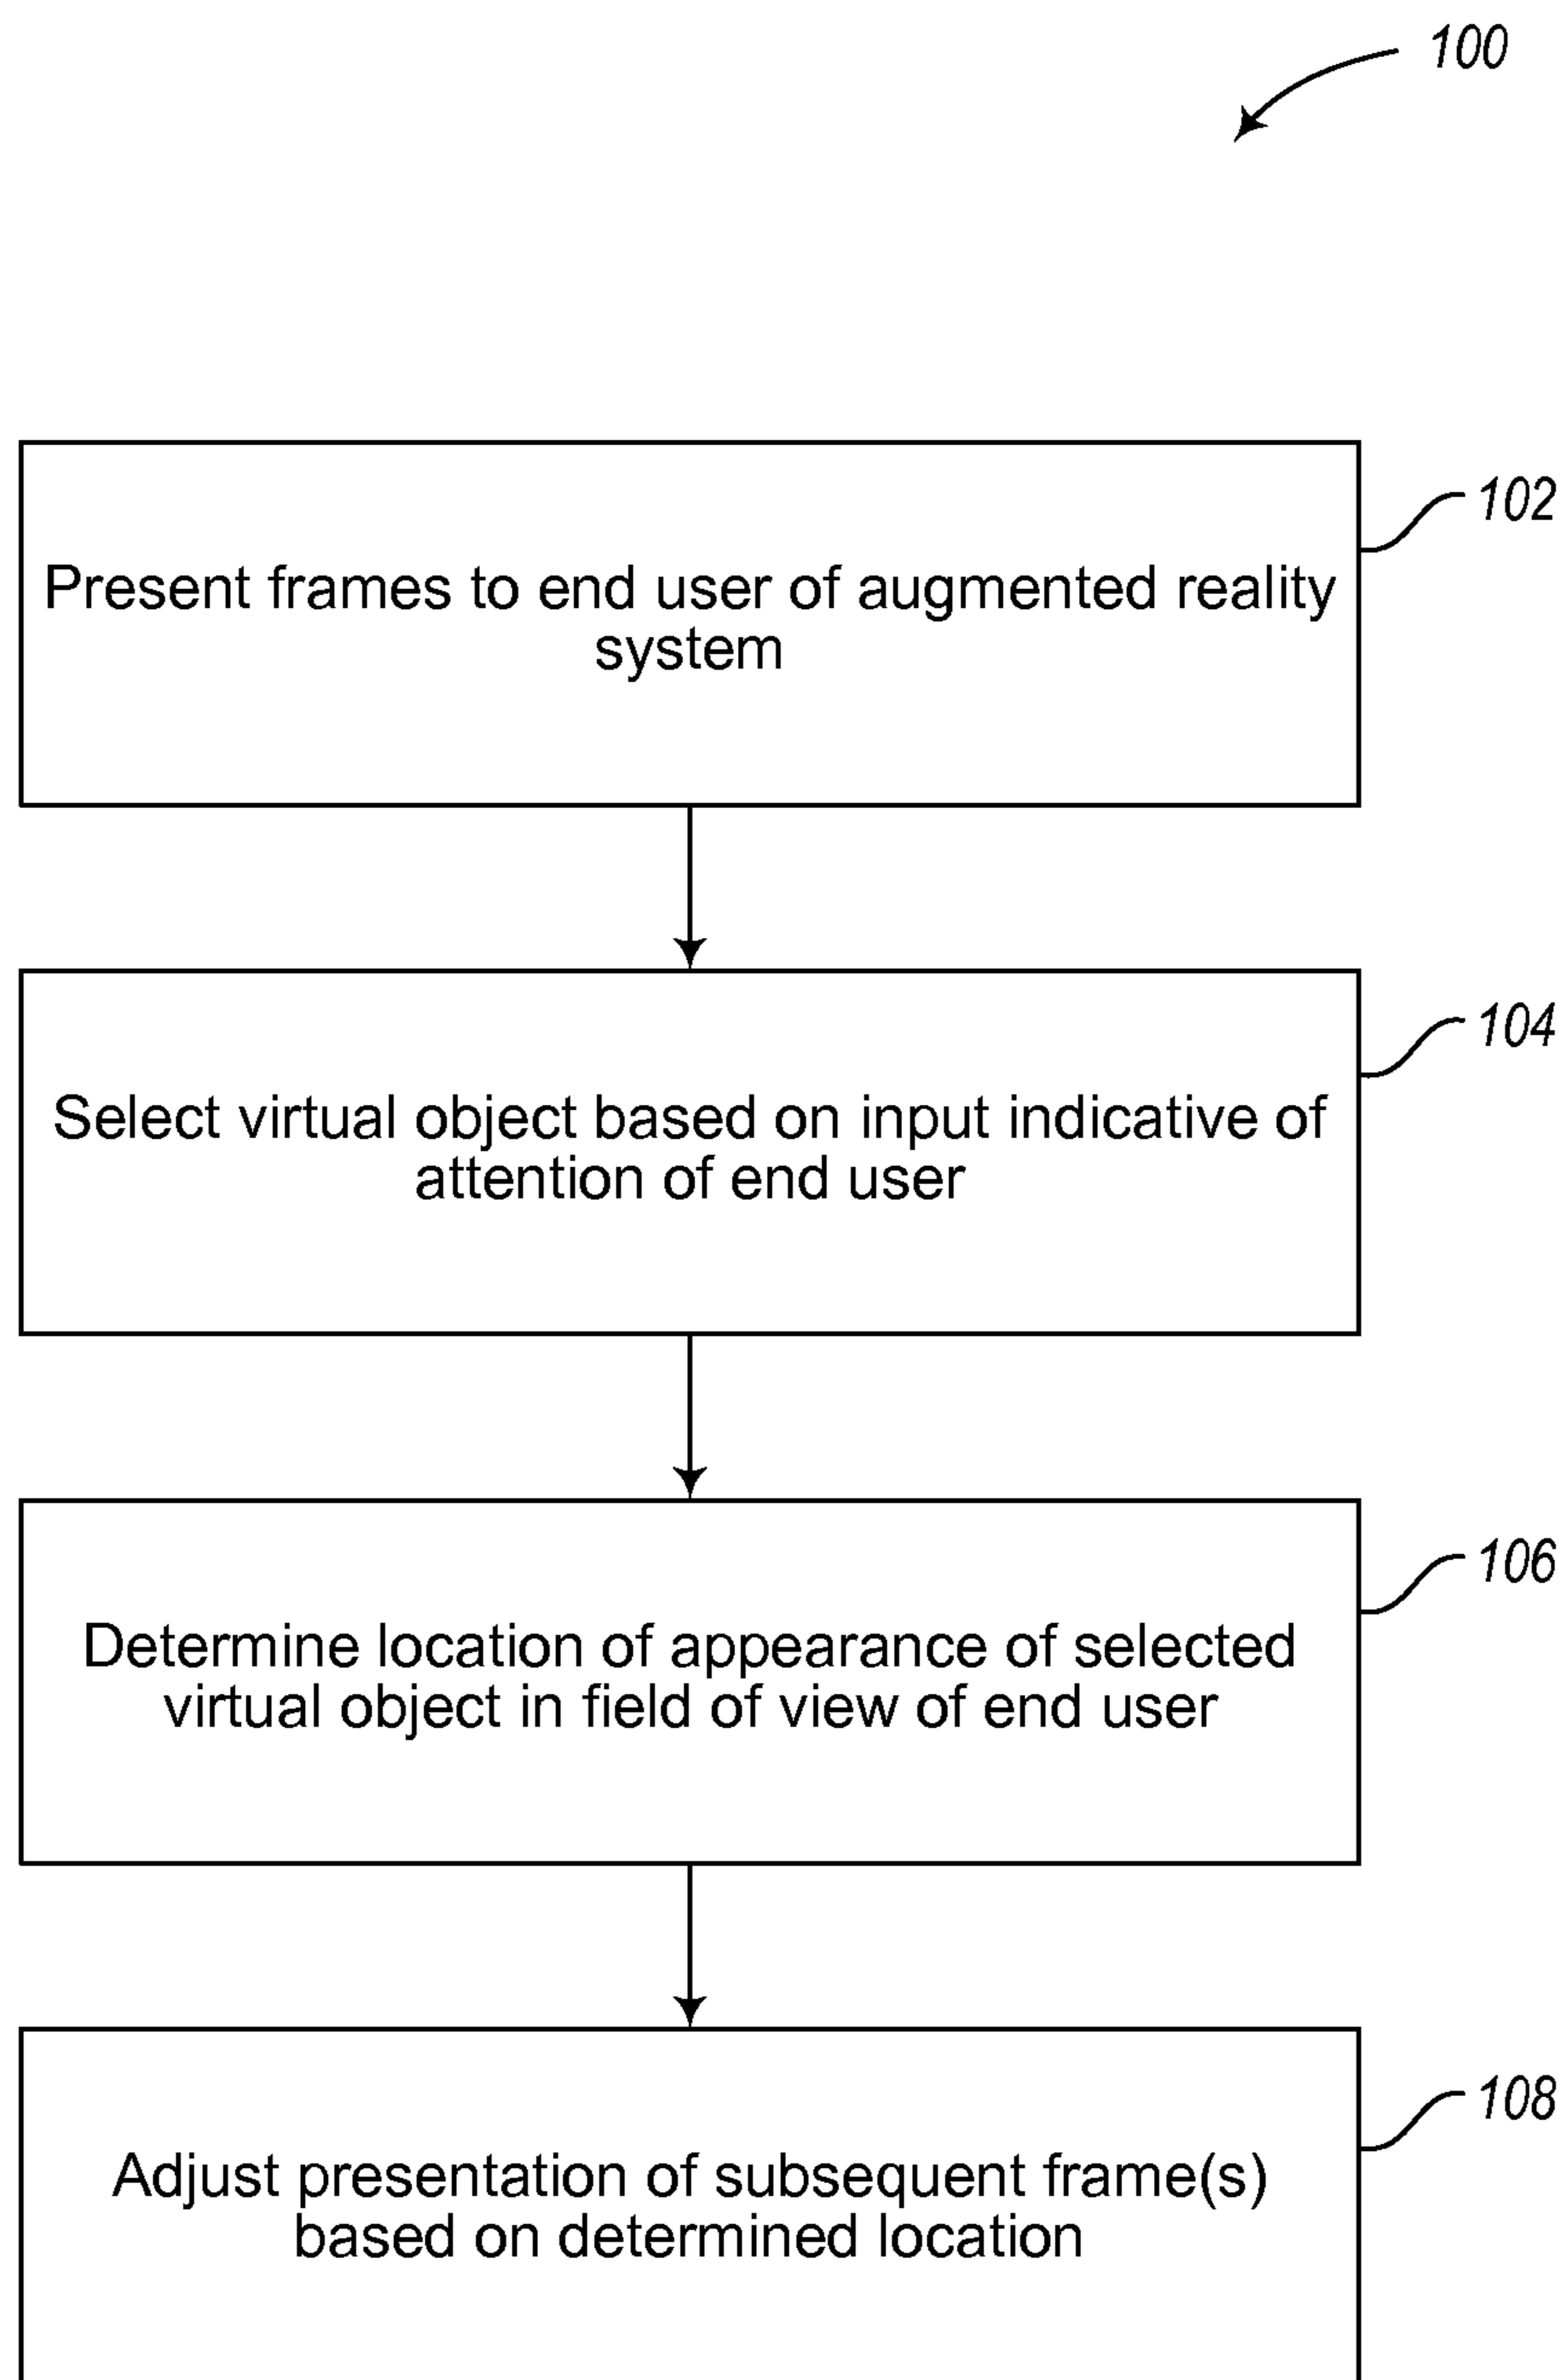 100
102
Present frames to end user of augmented reality
system
104
Select virtual object based on input indicative of
attention of end user
106
Determine location of appearance of selected
virtual object in field of view of end user
108
Adjust presentation of subsequent frame(s)
based on determined location